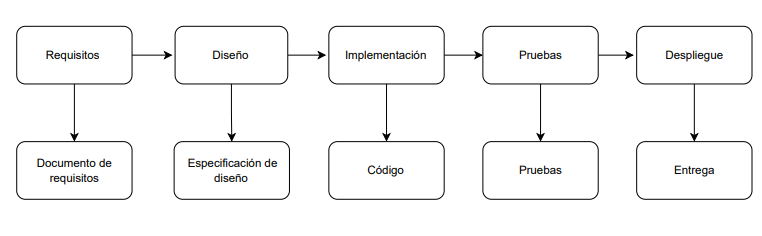 Requisitos
Diseño
Implementación
Pruebas
Despliegue
Documento de
requisitos
Especificación de
diseño
Código
Pruebas
Entrega